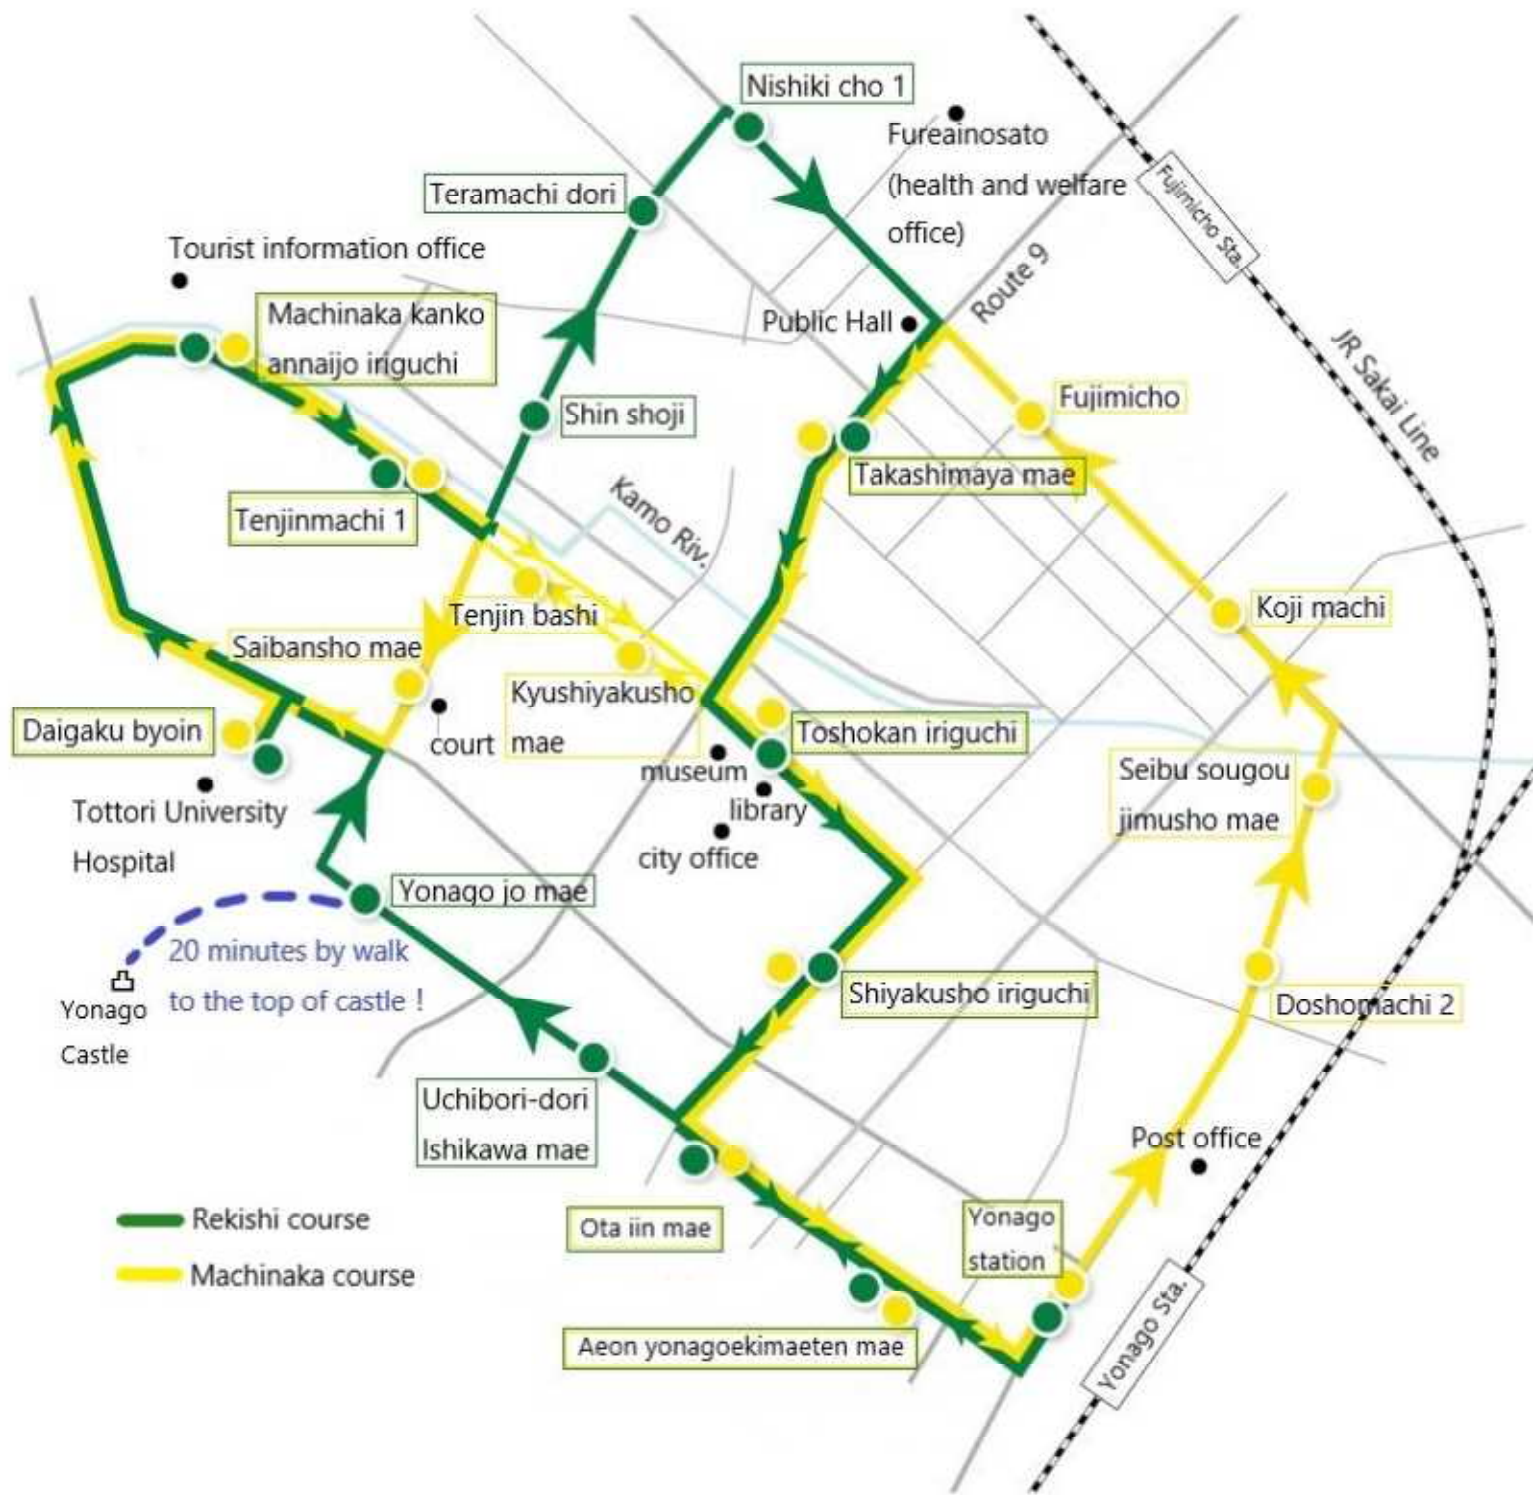 Nishiki cho 1
Fureainosato
(health and welfare
office)
Teramachi dori
Fujimicho Sta.
Tourist information office
Route 9
Machinaka kanko
annaijo iriguchi
Public Hall
JR Sakai Line
Fujimicho
Shin shoji
Takashimaya mae
Kamo Riv.
Tenjinmachi 1
Tenjin bashi
Koji machi
Saibansho mae
Kyushiyakusho
mae
Daigaku byoin
court
Toshokan iriguchi
museum
library
Seibu sougou
jimusho mae
Tottori University
Hospital
city office
Yonago jo mae
20 minutes by walk
to the top of castle !
Yonago
Castle
Shiyakusho iriguchi
Doshomachi 2
Uchibori-dori
Ishikawa mae
Post office
Rekishi course
Machinaka course
Ota iin mae
Yonago
station
Aeon yonagoekimaeten mae
Yonago Sta.